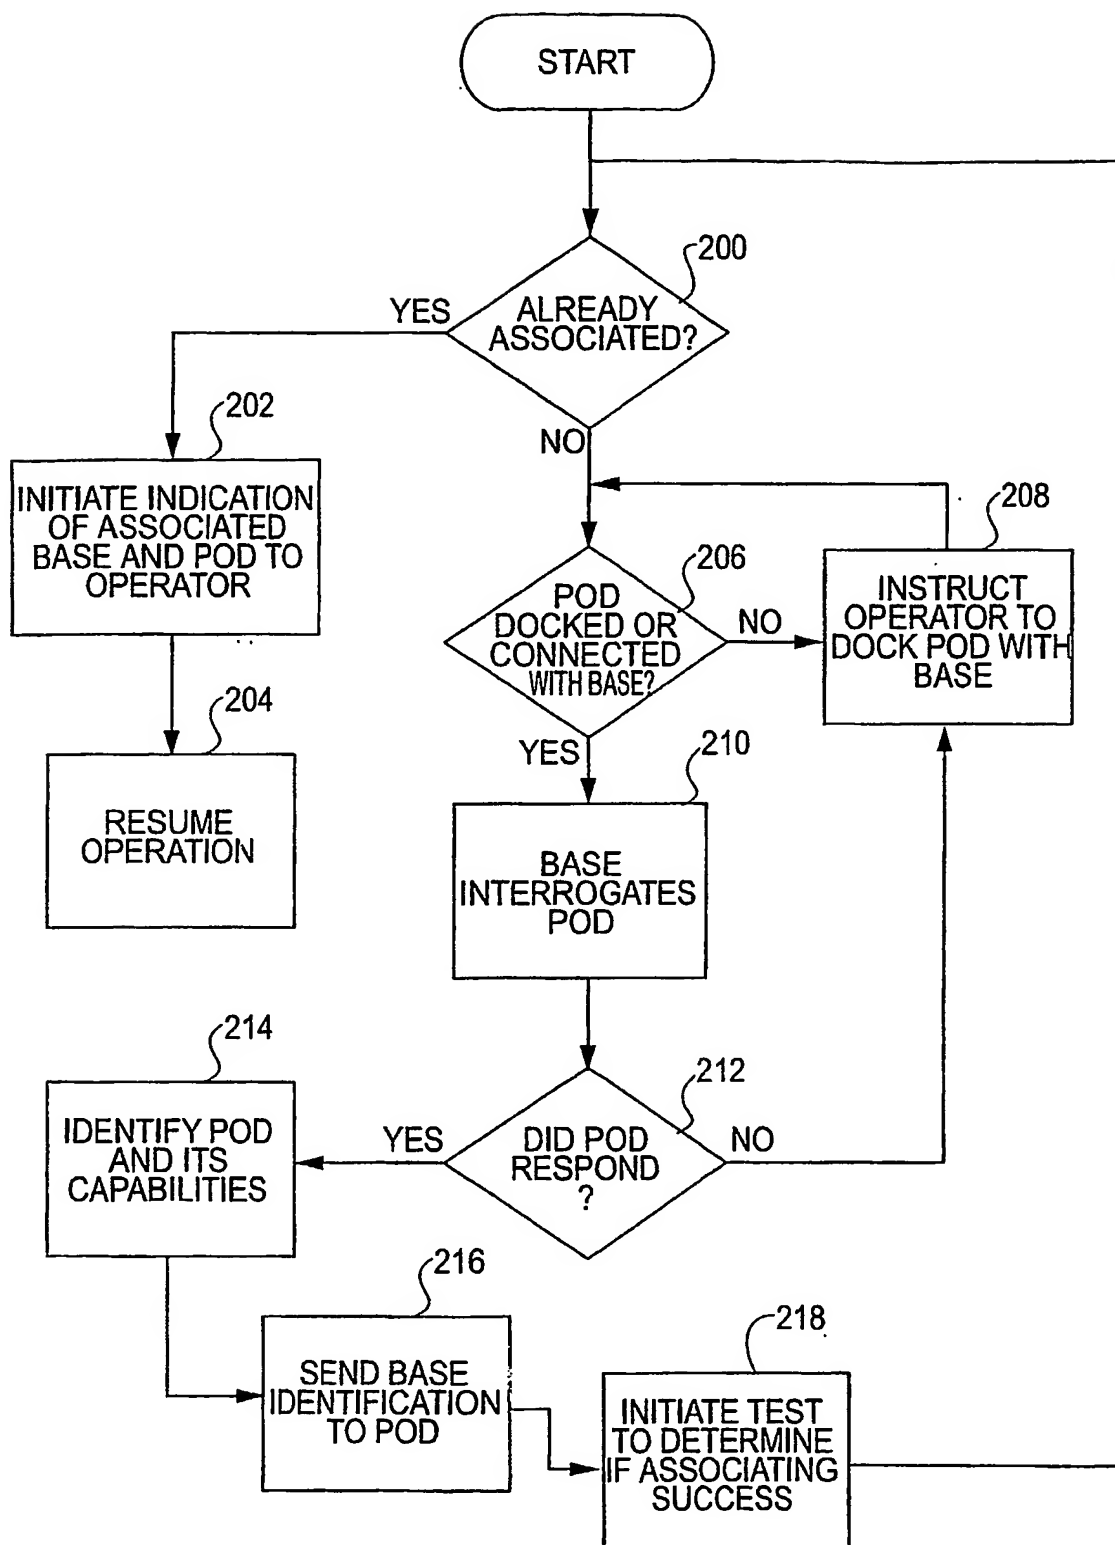 START
200
YES
ALREADY
ASSOCIATED?
202
NO
INITIATE INDICATION
OF ASSOCIATED
BASE AND POD TO
OPERATOR
208
206
POD
DOCKED OR
CONNECTED
WITH BASE?
NO
INSTRUCT
OPERATOR TO
DOCK POD WITH
BASE
204
YES
210
RESUME
OPERATION
BASE
INTERROGATES
POD
214
212
IDENTIFY POD
AND ITS
CAPABILITIES
YES
DID POD
RESPOND
?
NO
216
SEND BASE
IDENTIFICATION
TO POD
218
INITIATE TEST
TO DETERMINE
IF ASSOCIATING
SUCCESS